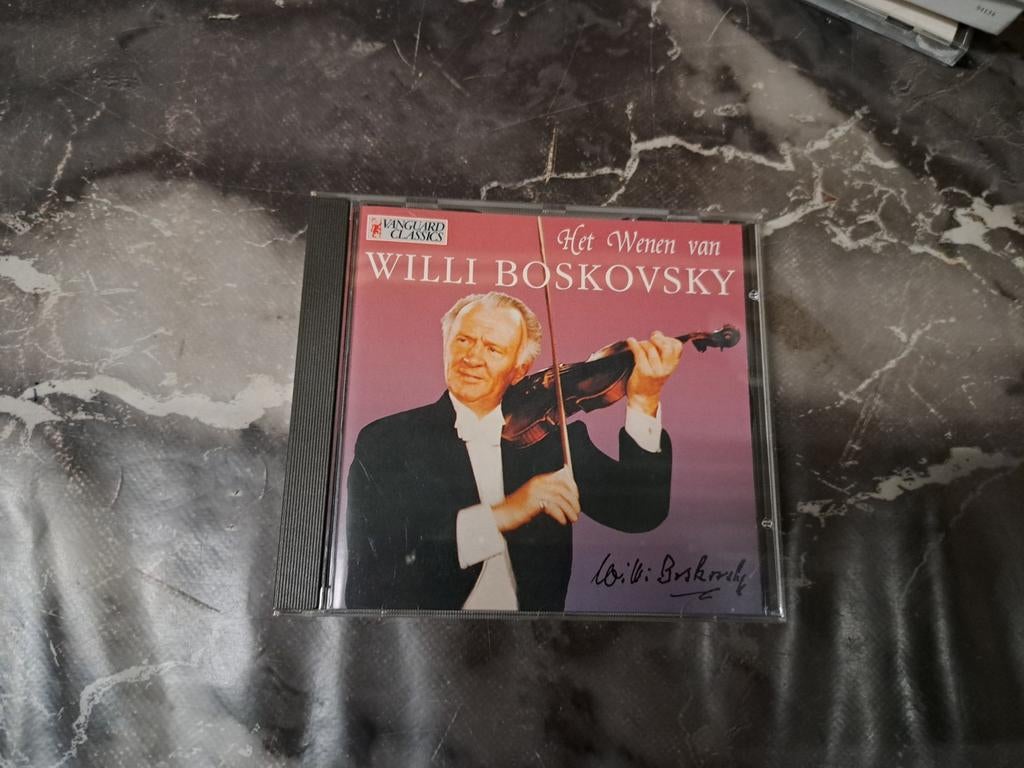 VANGUARD
CLASSICS
Het Wenen van
WILLI BOSKOVSKY
Willi Boskovsky